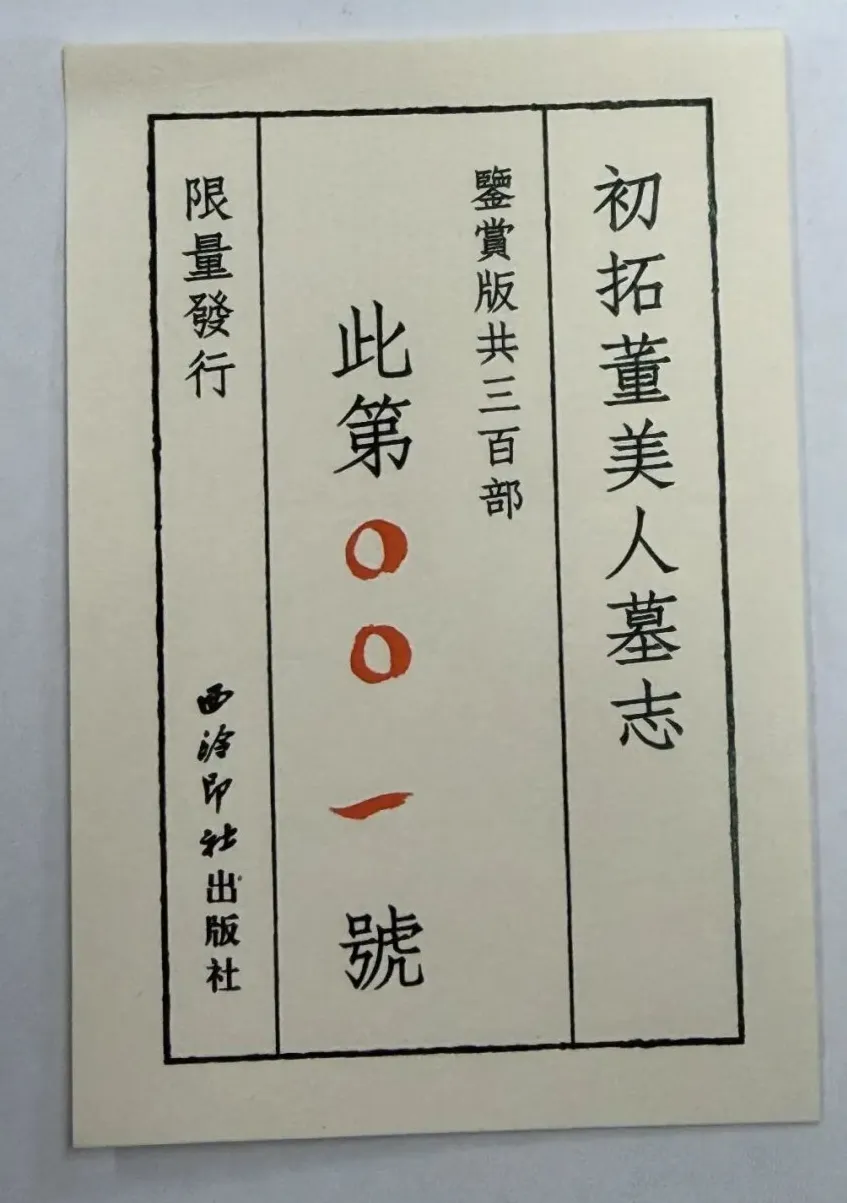 初拓董美人墓志
鑒賞版共三百部
此第〇〇一號
限量發行
西泠印社出版社